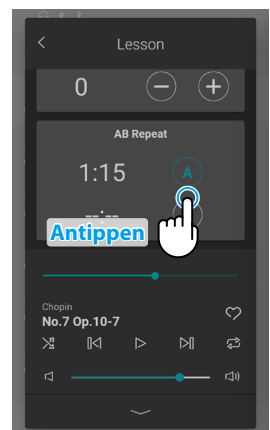 Lesson
0
AB Repeat
1:15
A
--:--
Antippen
Chopin
No.7 Op.10-7